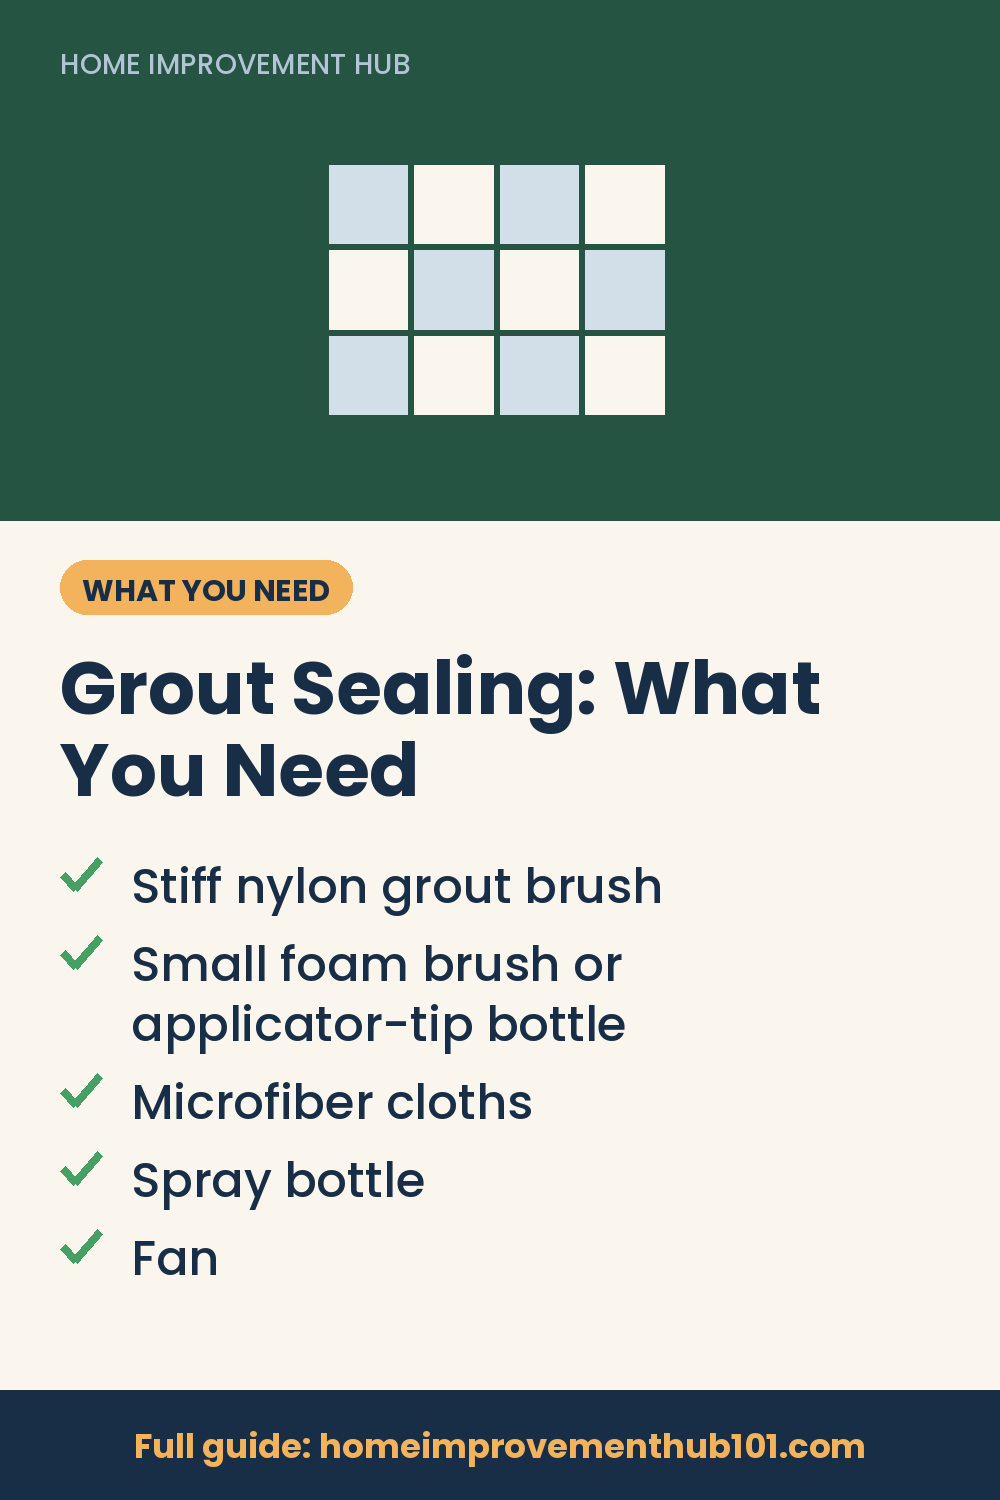 HOME IMPROVEMENT HUB
WHAT YOU NEED
Grout Sealing: What
You Need
Stiff nylon grout brush
Small foam brush or
applicator-tip bottle
Microfiber cloths
Spray bottle
Fan
Full guide: homeimprovementhub101.com